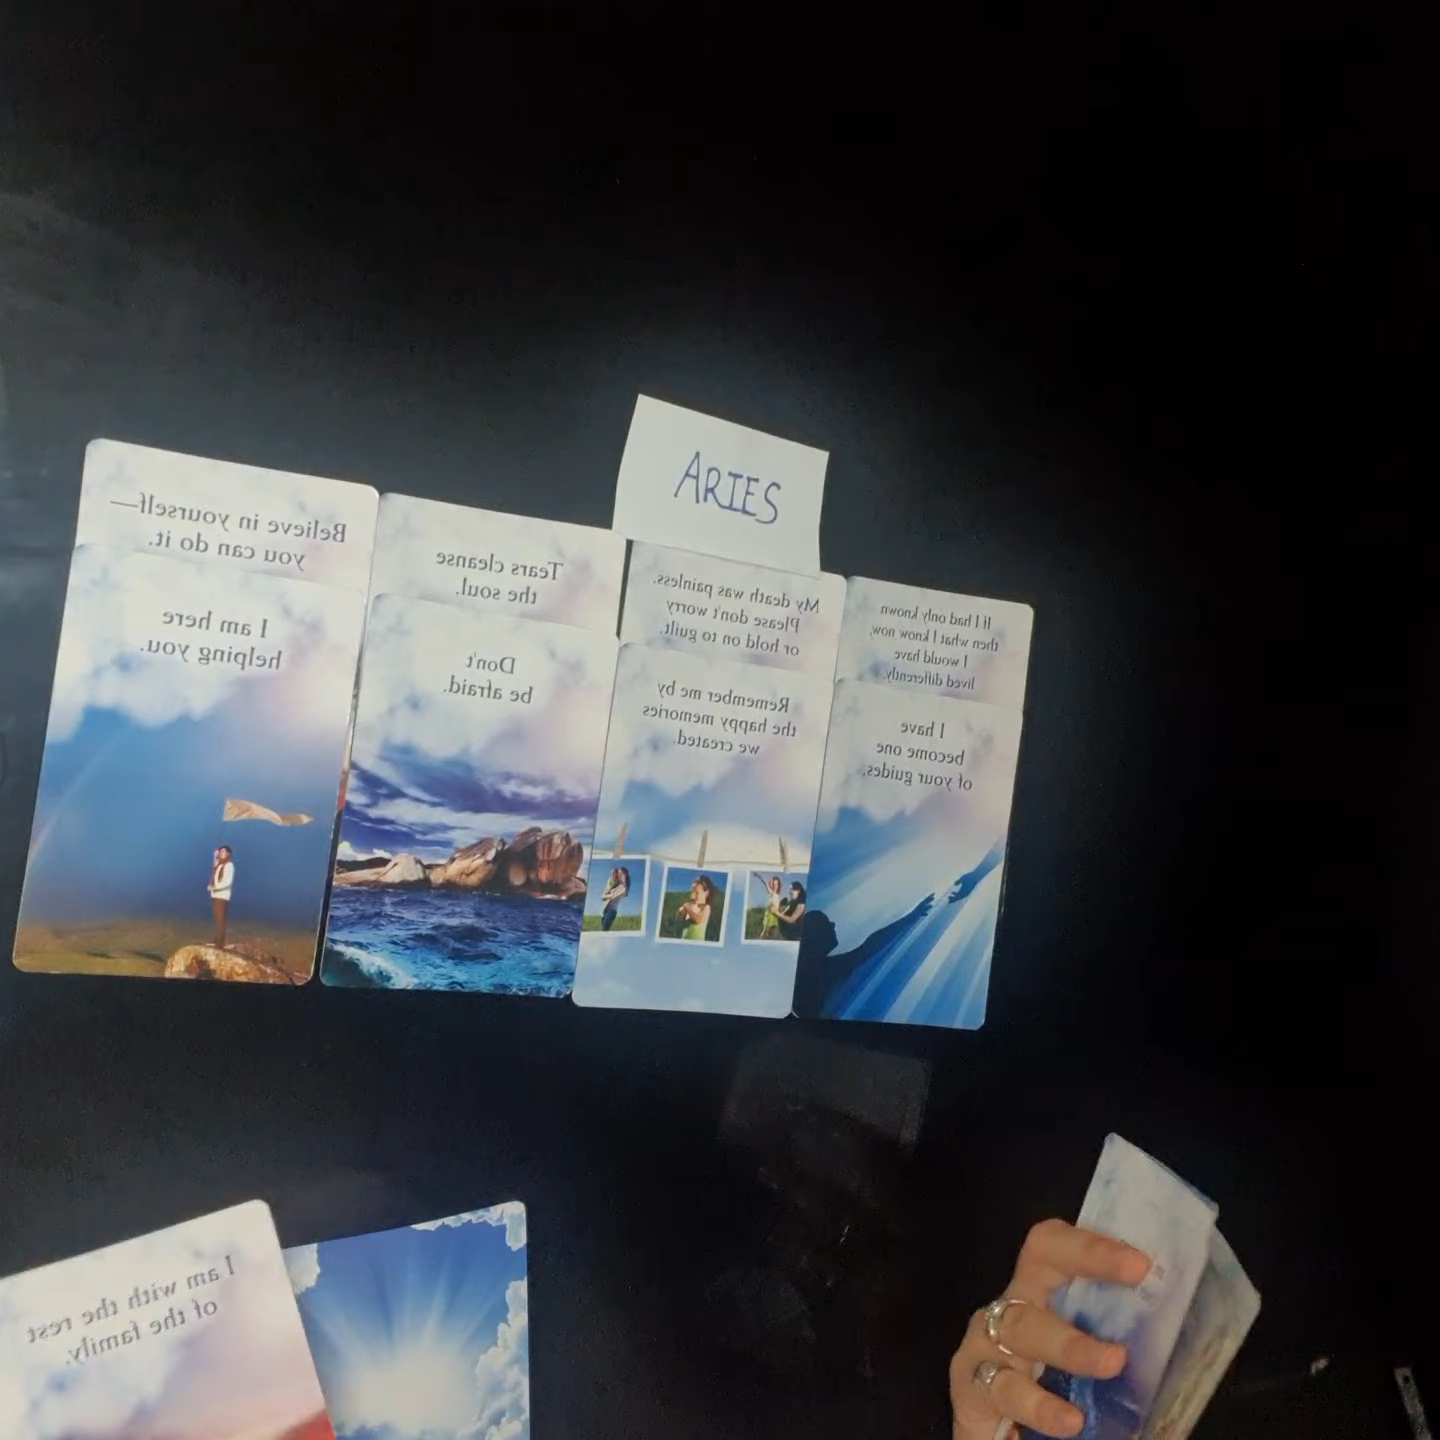 ARIES
Believe in yourself—
you can do it.
I am here
helping you.
Tears cleanse
the soul.
Don't
be afraid.
My death was painless.
Please don't worry
or hold on to guilt.
Remember me by
the happy memories
we created.
If I had only known
then what I know now,
I would have
lived differently.
I have
become one
of your guides.
I am with the rest
of the family.